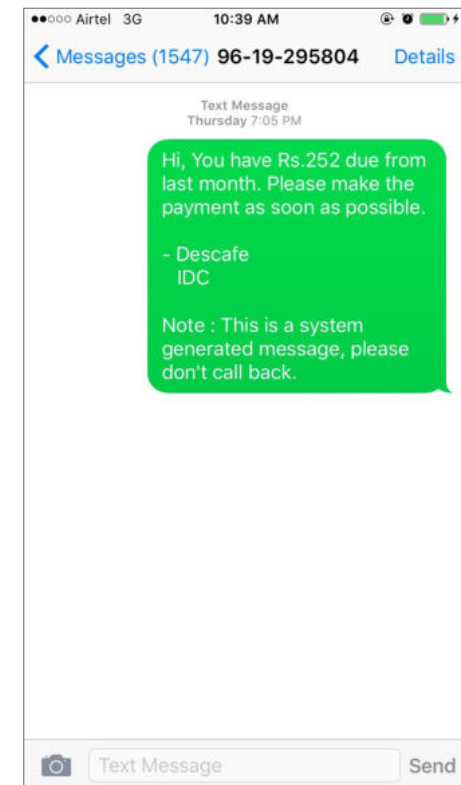 Airtel 3G 10:39 AM
Messages (1547) 96-19-295804 Details
Text Message
Thursday 7:05 PM
Hi, You have Rs.252 due from
last month. Please make the
payment as soon as possible.
- Descafe
IDC
Note : This is a system
generated message, please
don't call back.
Text Message Send